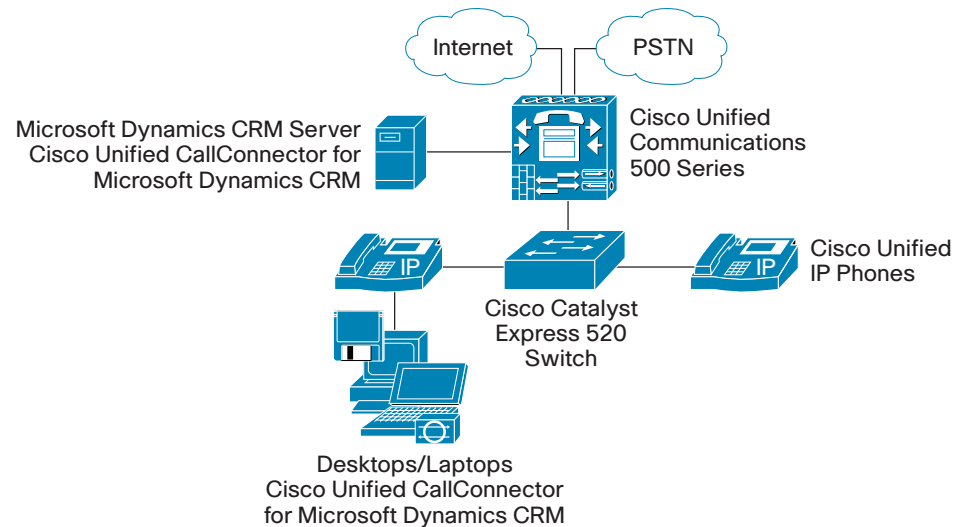 Internet
PSTN
Microsoft Dynamics CRM Server
Cisco Unified CallConnector for
Microsoft Dynamics CRM
Cisco Unified
Communications
500 Series
IP
IP
Cisco Unified
IP Phones
Cisco Catalyst
Express 520
Switch
Desktops/Laptops
Cisco Unified CallConnector
for Microsoft Dynamics CRM